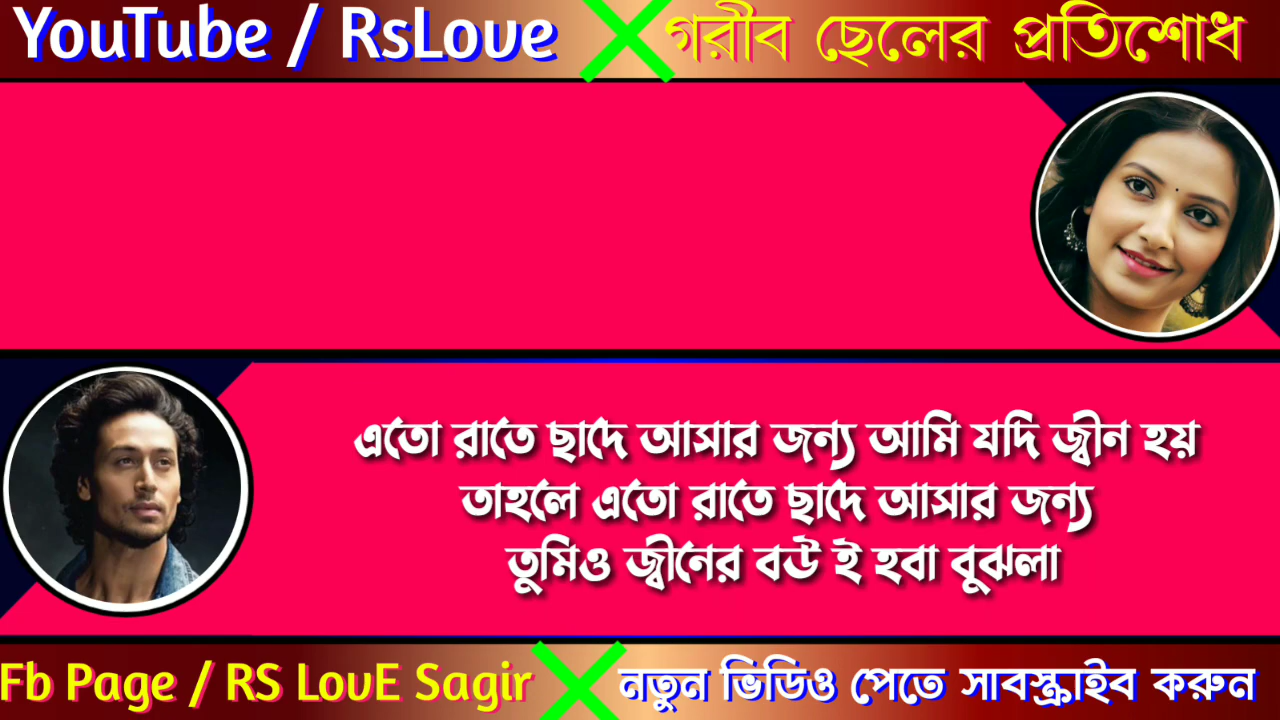 YouTube / RsLove
গরীব ছেলের প্রতিশোধ
এতো রাতে ছাদে আসার জন্য আমি যদি জ্বীন হয়
তাহলে এতো রাতে ছাদে আসার জন্য
তুমিও জ্বীনের বউ ই হবা বুঝলা
Fb Page / RS LovE Sagir
নতুন ভিডিও পেতে সাবস্ক্রাইব করুন